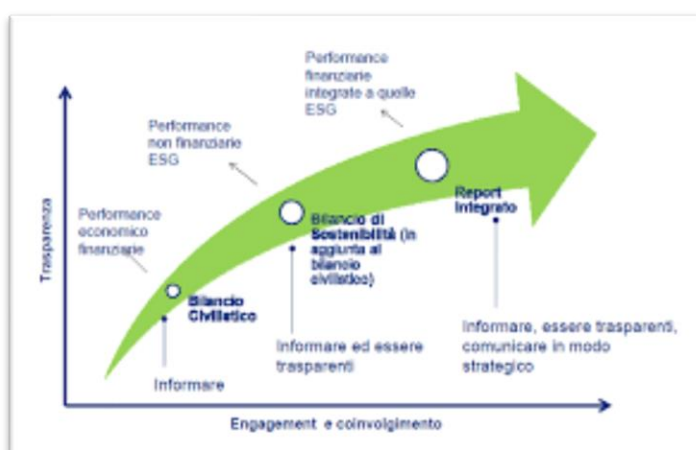 Performance
finanziarie
integrate a quelle
ESG
Performance
non finanziarie
ESG
Performance
economico
finanziarie
Trasparenza
Report
Integrato
Bilancio di
Sostenibilità (in
aggiunta al
bilancio
civilistico)
Bilancio
Civilistico
Informare, essere trasparenti,
comunicare in modo
strategico
Informare ed essere
trasparenti
Informare
Engagement e coinvolgimento